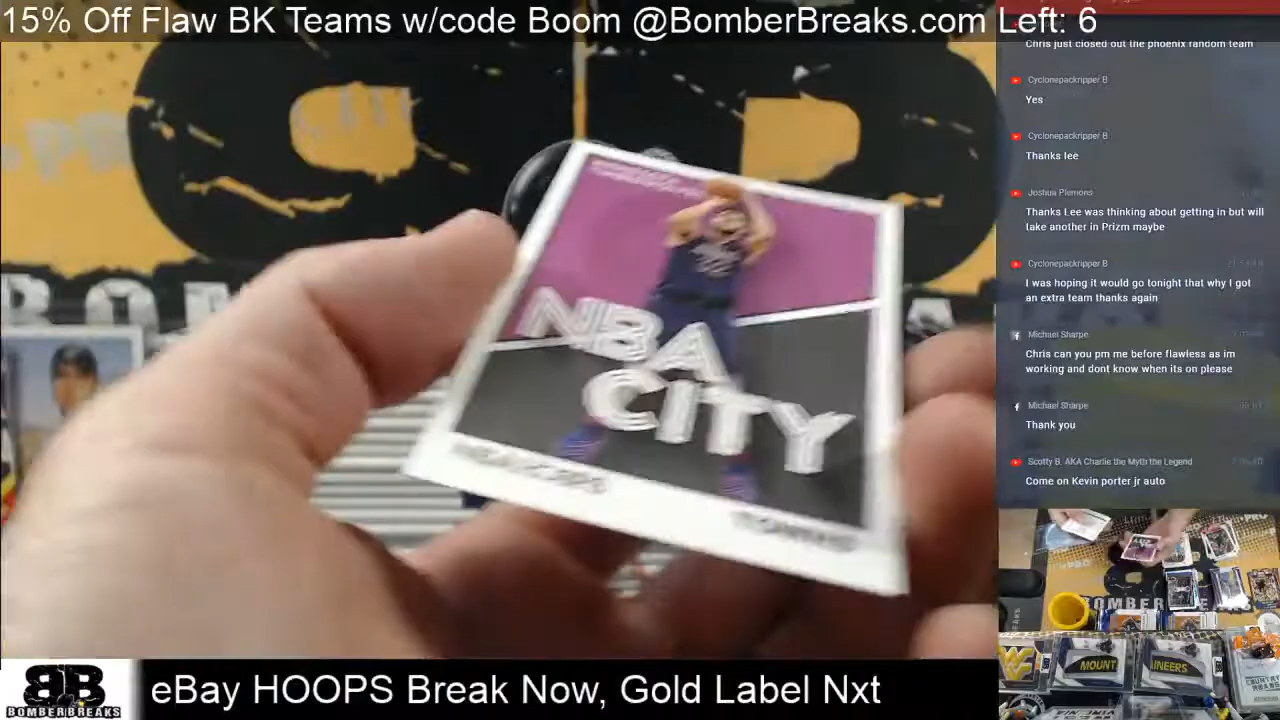 15% Off Flaw BK Teams w/code Boom @BomberBreaks.com Left: 6
Chris just closed out the phoenix random team
Cyclonepackripper B
Yes
Cyclonepackripper B
Thanks lee
Joshua Plemons
Thanks Lee was thinking about getting in but will
take another in Prizm maybe
Cyclonepackripper B
I was hoping it would go tonight that why I got
an extra team thanks again
Michael Sharpe
Chris can you pm me before flawless as im
working and dont know when its on please
Michael Sharpe
Thank you
Scotty B. AKA Charlie the Myth the Legend
Come on Kevin porter jr auto
NBA
CITY
BOMBER
MOUNT
AINEERS
BB
BOMBERBREAKS
eBay HOOPS Break Now, Gold Label Nxt